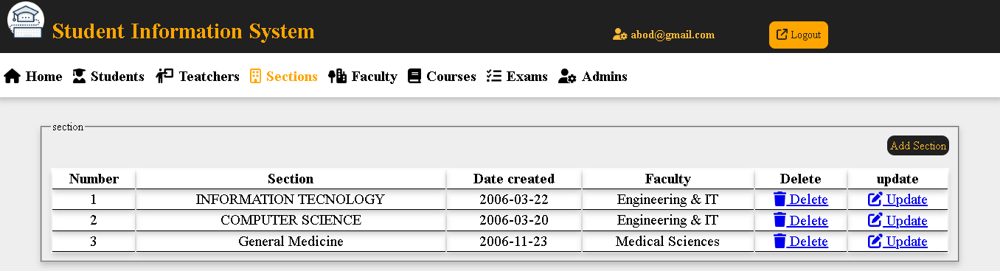 Student Information System
abod@gmail.com
Logout
Home Students Teatchers Sections Faculty Courses Exams Admins
section
Add Section
Number Section Date created Faculty Delete update
1 INFORMATION TECNOLOGY 2006-03-22 Engineering & IT Delete Update
2 COMPUTER SCIENCE 2006-03-20 Engineering & IT Delete Update
3 General Medicine 2006-11-23 Medical Sciences Delete Update